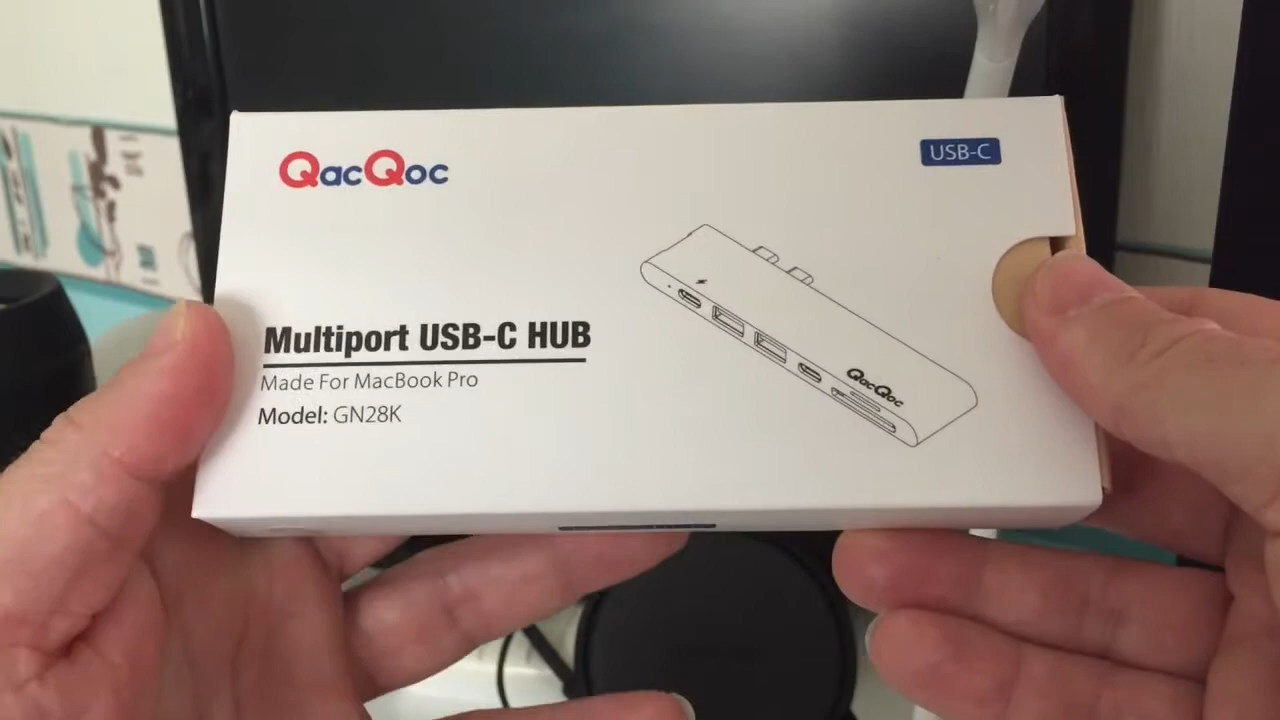 QacQoc
USB-C
Multiport USB-C HUB
Made For MacBook Pro
Model: GN28K
QacQoc